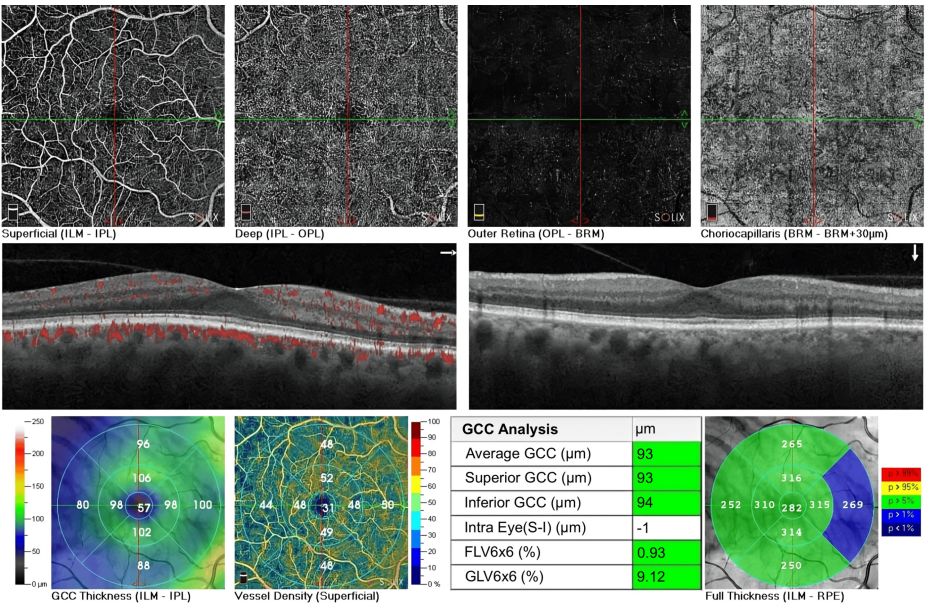 SOLIX
SOLIX
SOLIX
SOLIX
Superficial (ILM - IPL)
Deep (IPL - OPL)
Outer Retina (OPL - BRM)
Choriocapillaris (BRM - BRM+30µm)
250
200
150
100
50
0 µm
96
106
80 98 57 98 100
102
88
GCC Thickness (ILM - IPL)
48
52
44 48 31 48 50
49
48
SOLIX
Vessel Density (Superficial)
100
90
80
70
60
50
40
30
20
10
0 %
GCC Analysis µm
Average GCC (µm) 93
Superior GCC (µm) 93
Inferior GCC (µm) 94
Intra Eye(S-I) (µm) -1
FLV6x6 (%) 0.93
GLV6x6 (%) 9.12
265
316
252 310 282 315 269
314
250
Full Thickness (ILM - RPE)
p > 99%
p > 95%
p > 5%
p > 1%
p < 1%